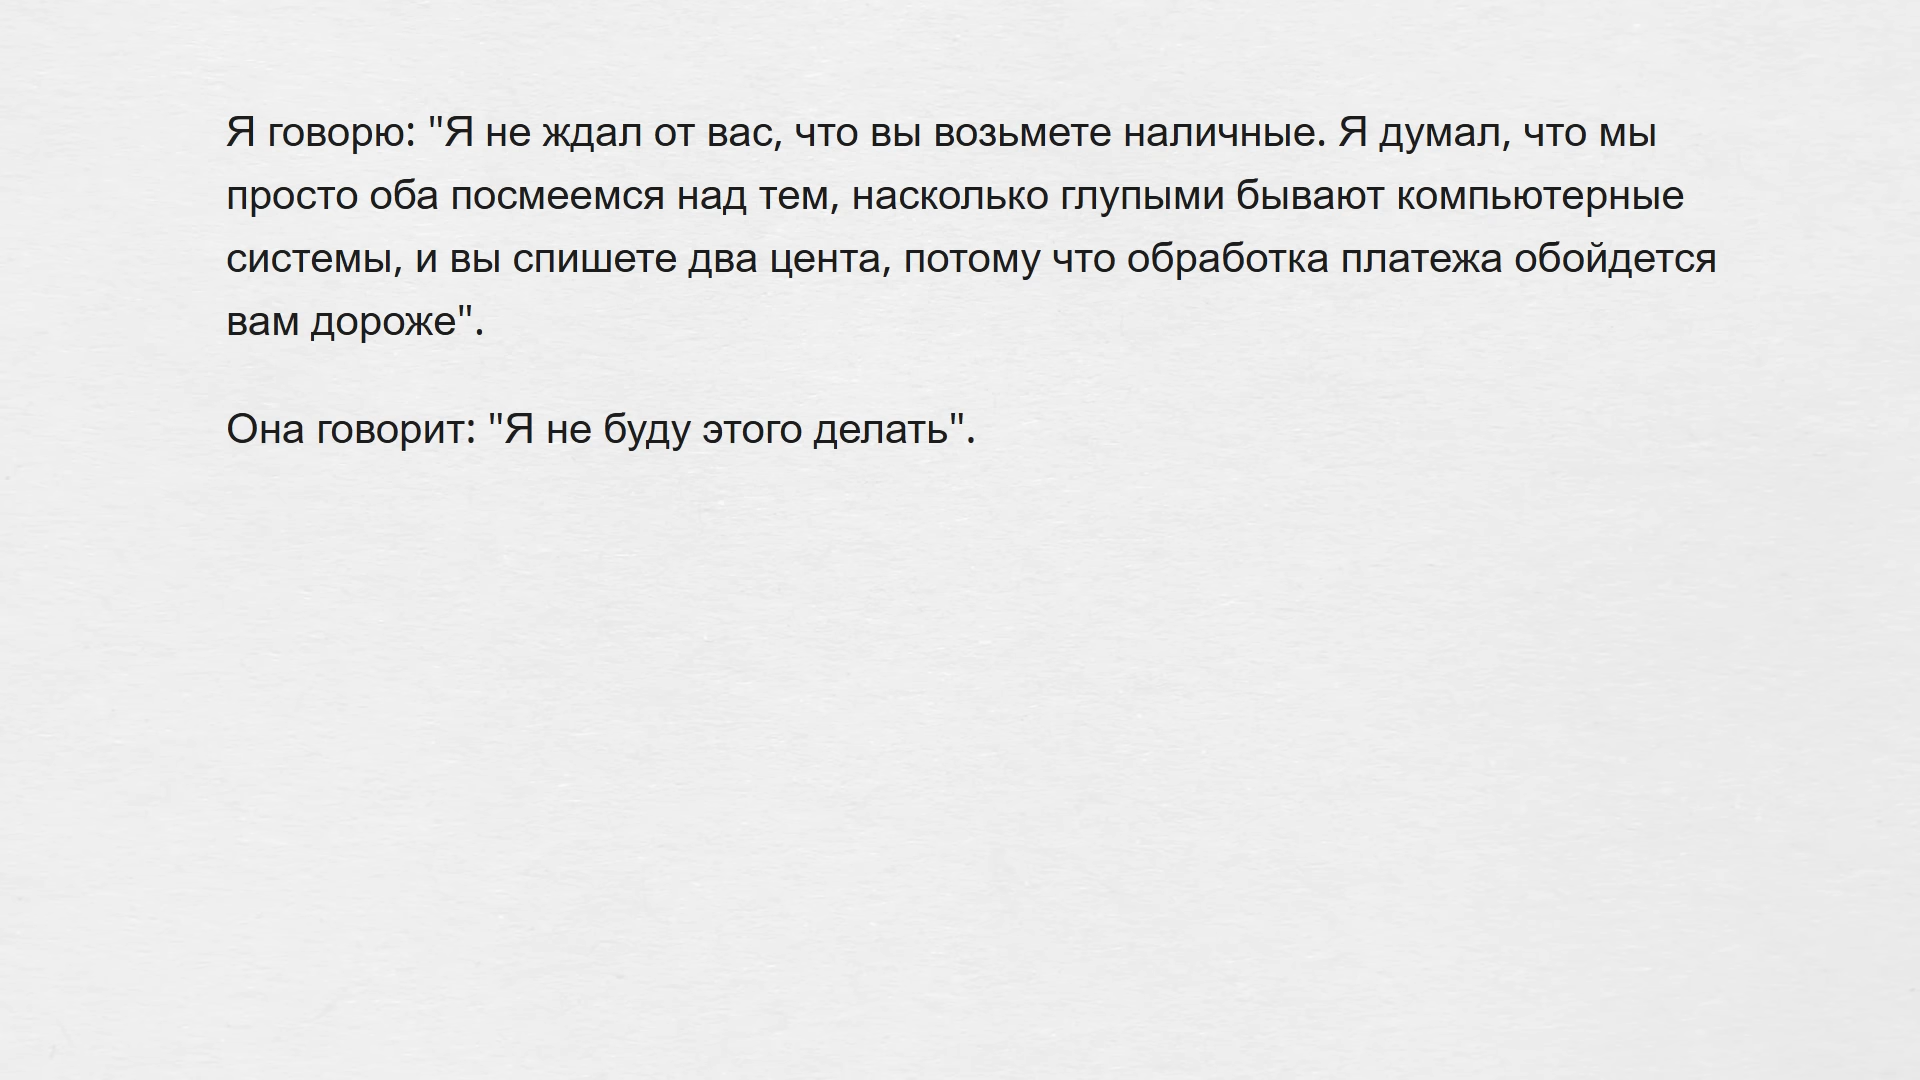 Я говорю: "Я не ждал от вас, что вы возьмете наличные. Я думал, что мы
просто оба посмеемся над тем, насколько глупыми бывают компьютерные
системы, и вы спишете два цента, потому что обработка платежа обойдется
вам дороже".
Она говорит: "Я не буду этого делать".